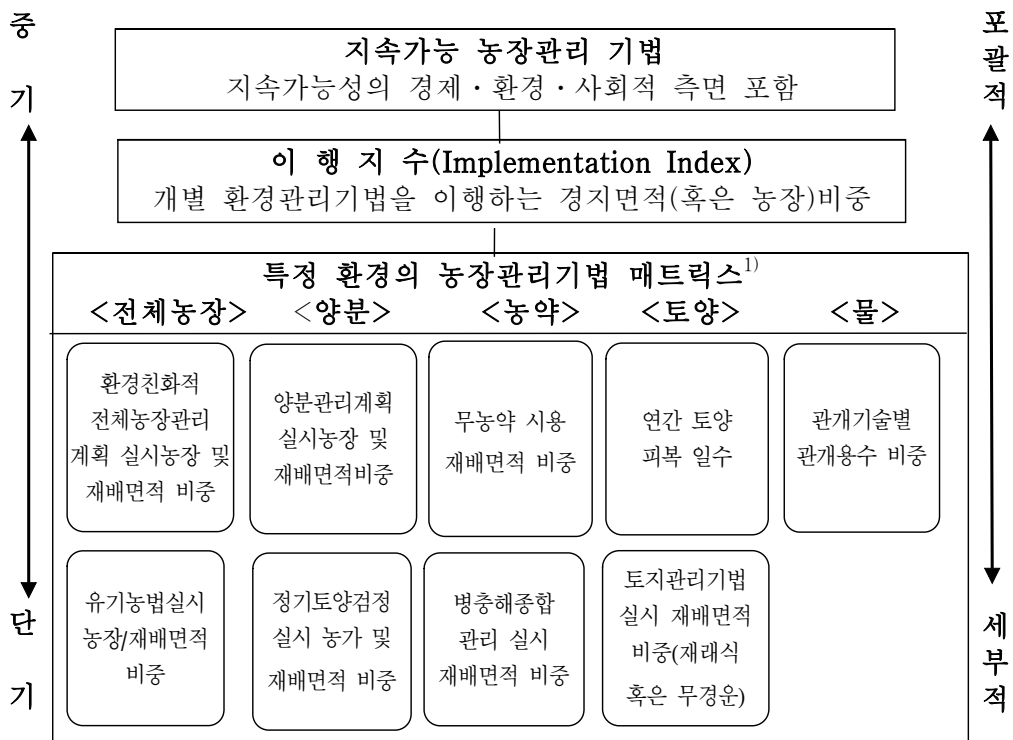 중
기
단
기
포
괄
적
세
부
적
지속가능 농장관리 기법
지속가능성의 경제·환경·사회적 측면 포함
이 행 지 수(Implementation Index)
개별 환경관리기법을 이행하는 경지면적(혹은 농장)비중
특정 환경의 농장관리기법 매트릭스1)
<전체농장> <양분> <농약> <토양> <물>
환경친화적
전체농장관리
계획 실시농장 및
재배면적 비중
양분관리계획
실시농장 및
재배면적비중
무농약 시용
재배면적 비중
연간 토양
피복 일수
관개기술별
관개용수 비중
유기농법실시
농장/재배면적
비중
정기토양검정
실시 농가 및
재배면적 비중
병충해종합
관리 실시
재배면적 비중
토지관리기법
실시 재배면적
비중(재래식
혹은 무경운)